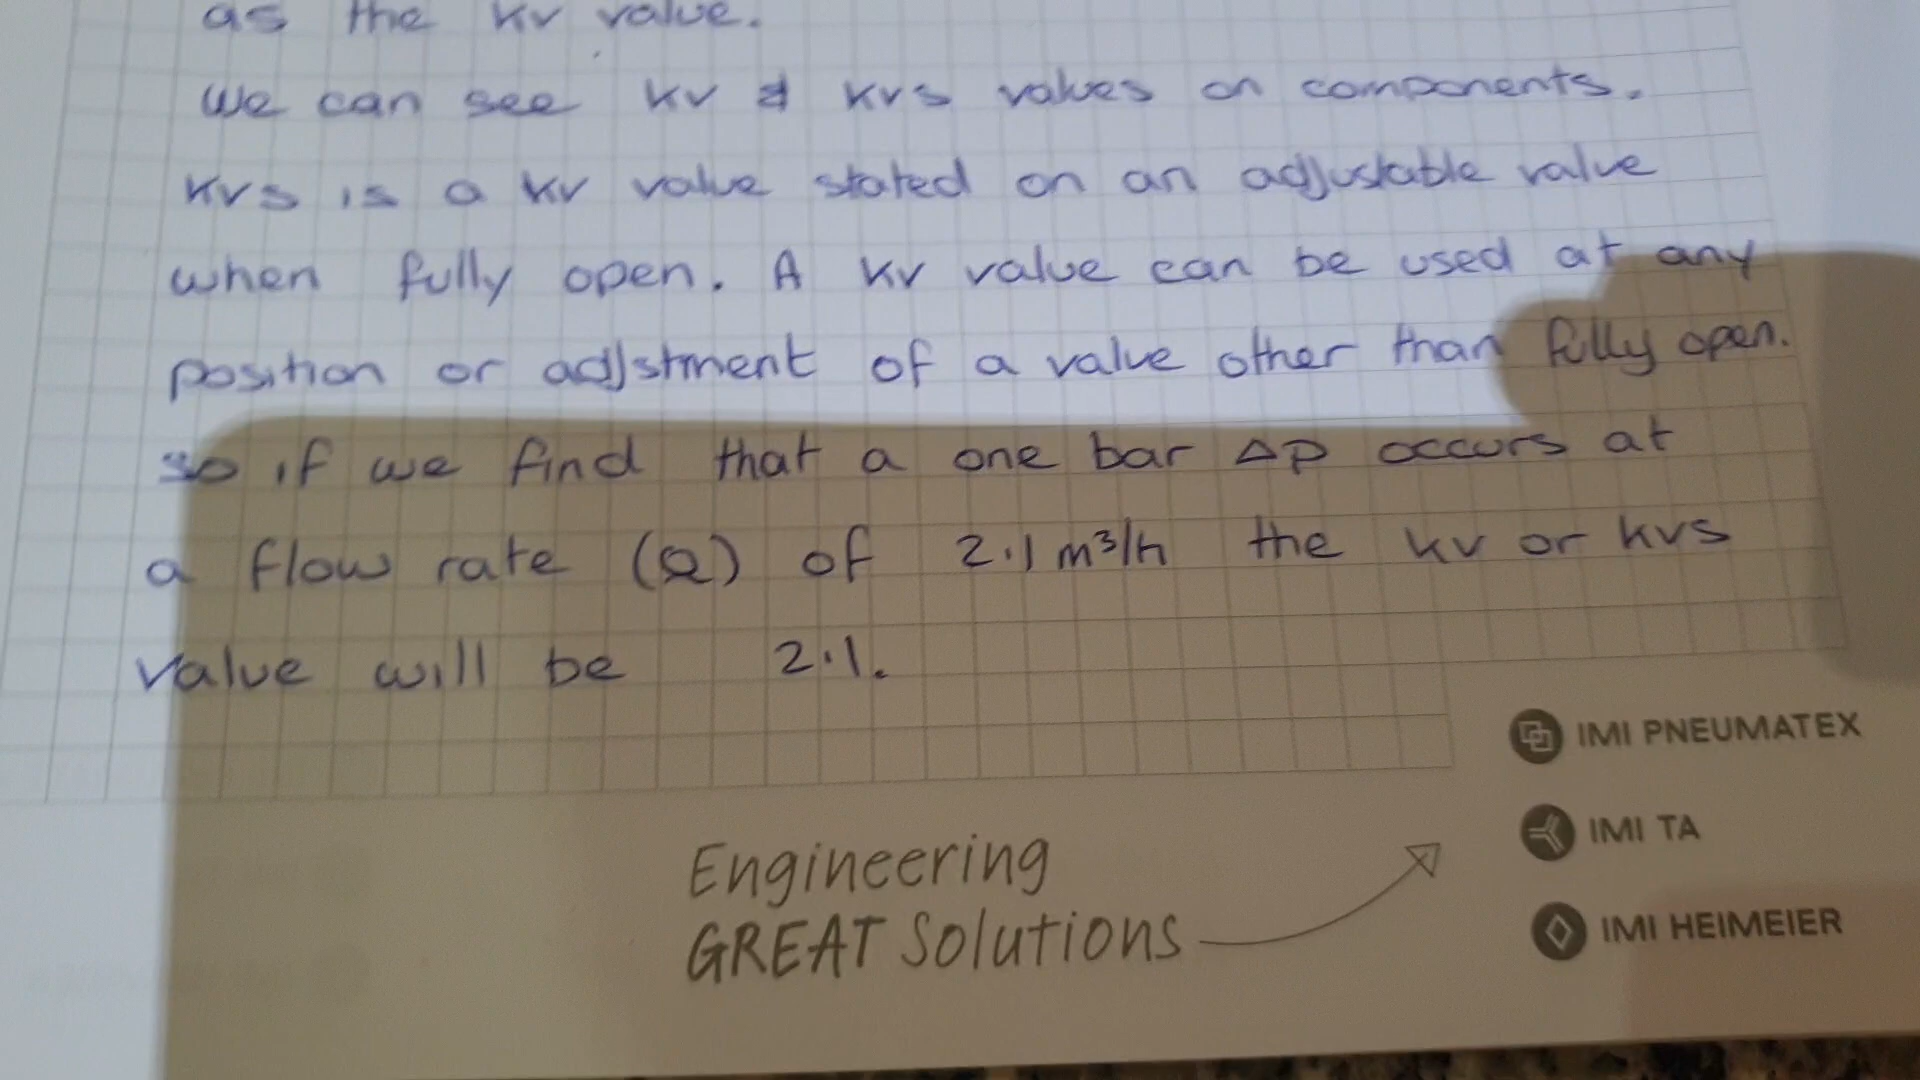 as the kv value.
we can see kv & kvs values on components.
kvs is a kv value stated on an adjustable value
when fully open. A kv value can be used at any
position or adjstment of a value other than fully open.
so if we find that a one bar ΔP occurs at
a flow rate (Q) of 2.1 m³/h the kv or kvs
value will be 2.1.
IMI PNEUMATEX
IMI TA
IMI HEIMEIER
Engineering
GREAT Solutions